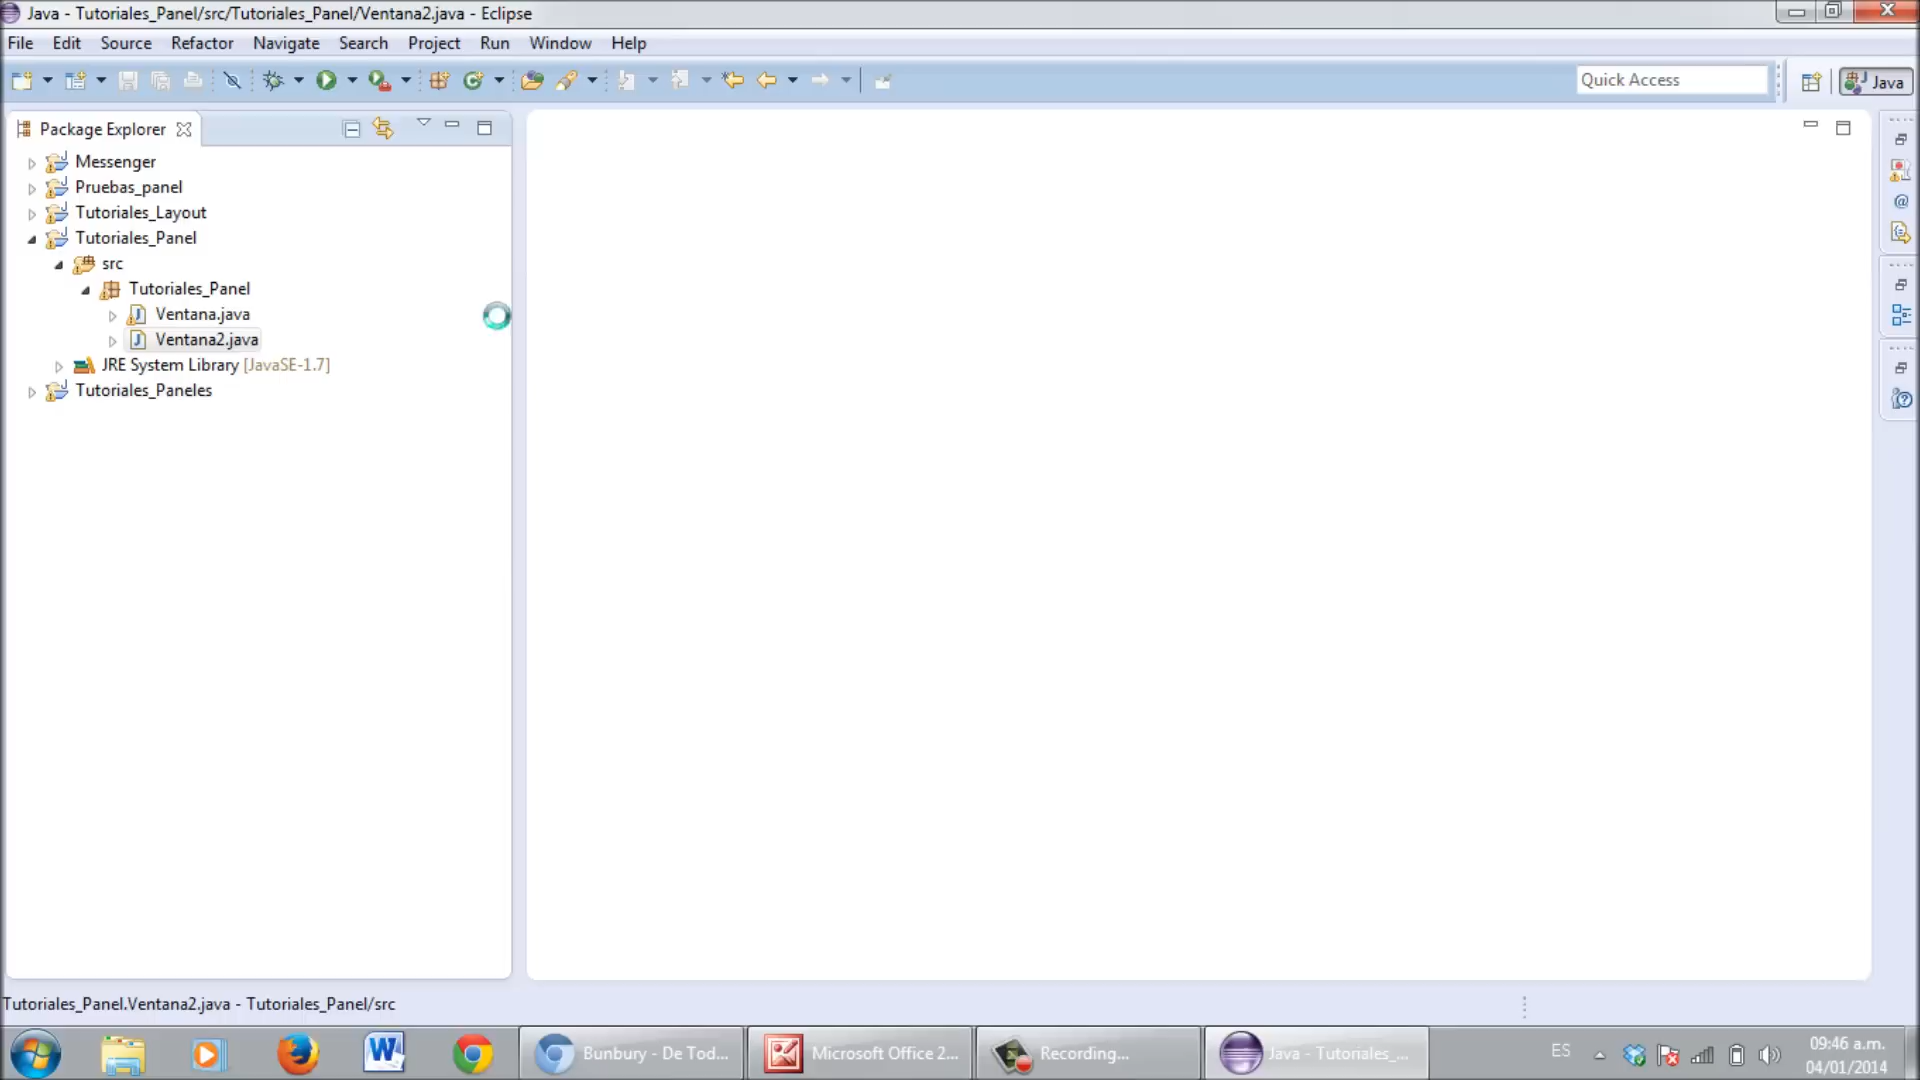 Java - Tutoriales_Panel/src/Tutoriales_Panel/Ventana2.java - Eclipse
File Edit Source Refactor Navigate Search Project Run Window Help
Quick Access
Java
Package Explorer
Messenger
Pruebas_panel
Tutoriales_Layout
Tutoriales_Panel
src
Tutoriales_Panel
Ventana.java
Ventana2.java
JRE System Library [JavaSE-1.7]
Tutoriales_Paneles
Tutoriales_Panel.Ventana2.java - Tutoriales_Panel/src
Bunbury - De Tod...
Microsoft Office 2...
Recording...
Java - Tutoriales_...
ES
09:46 a.m.
04/01/2014